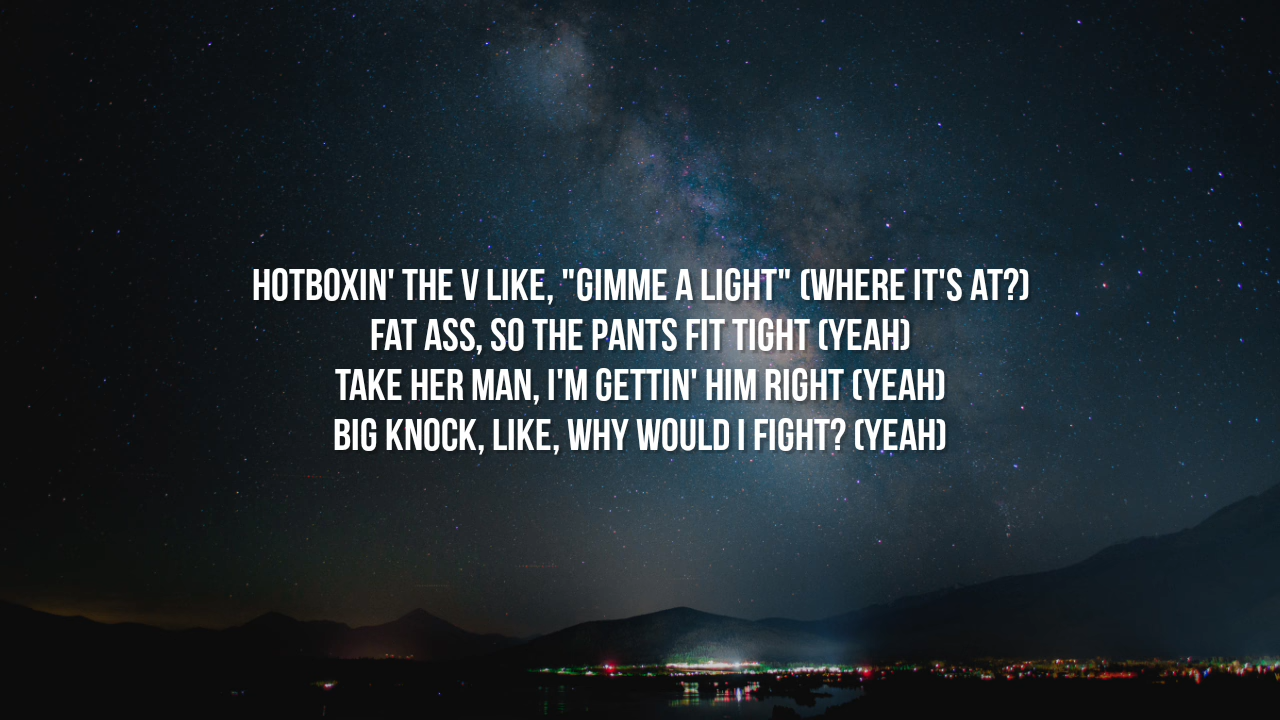 HOTBOXIN' THE V LIKE, "GIMME A LIGHT" (WHERE IT'S AT?)
FAT ASS, SO THE PANTS FIT TIGHT (YEAH)
TAKE HER MAN, I'M GETTIN' HIM RIGHT (YEAH)
BIG KNOCK, LIKE, WHY WOULD I FIGHT? (YEAH)